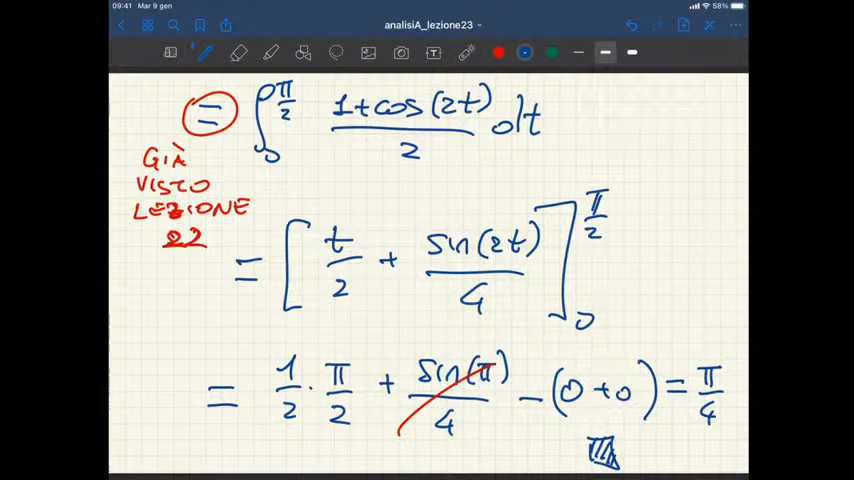 09:41 Mar 9 gen 58%
analisiA_lezione23
= ∫₀^{π/2} (1+cos(2t))/2 dt
GIÀ
VISTO
LEZIONE
22
= [t/2 + sin(2t)/4]₀^{π/2}
= 1/2 · π/2 + sin(π)/4 - (0+0) = π/4